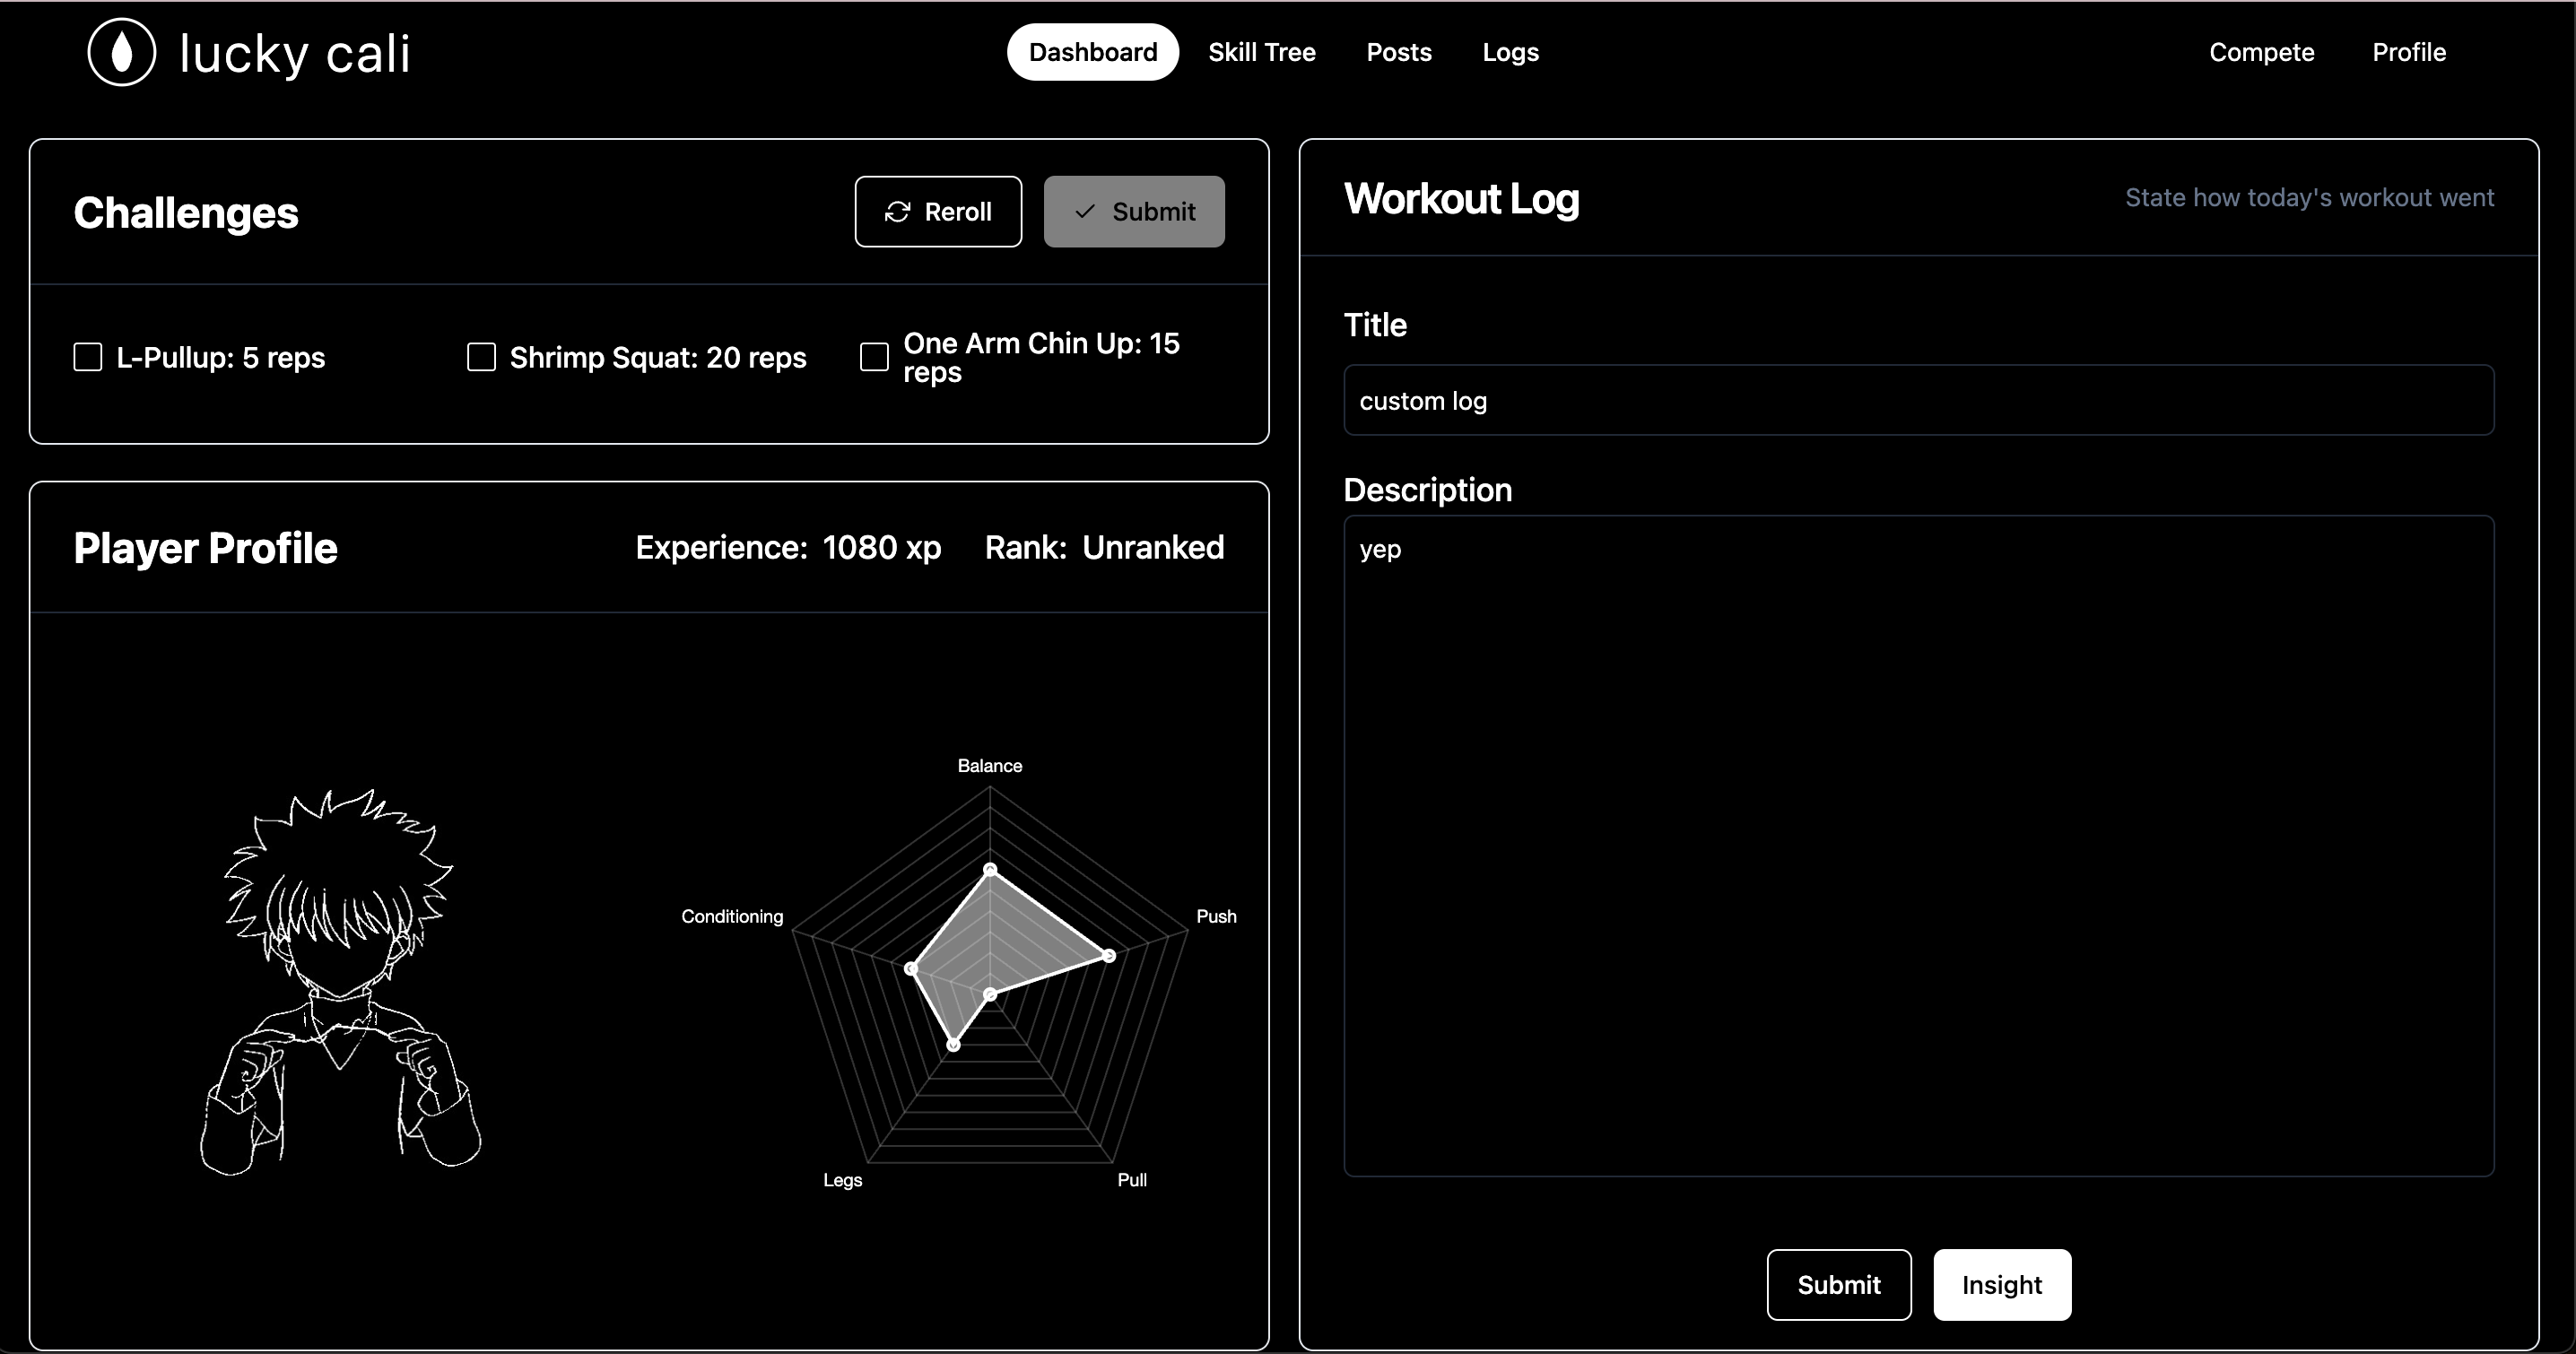 lucky cali
Dashboard
Skill Tree
Posts
Logs
Compete
Profile
Challenges
Reroll
Submit
L-Pullup: 5 reps
Shrimp Squat: 20 reps
One Arm Chin Up: 15
reps
Player Profile
Experience: 1080 xp
Rank: Unranked
Balance
Push
Pull
Legs
Conditioning
Workout Log
State how today's workout went
Title
custom log
Description
yep
Submit
Insight